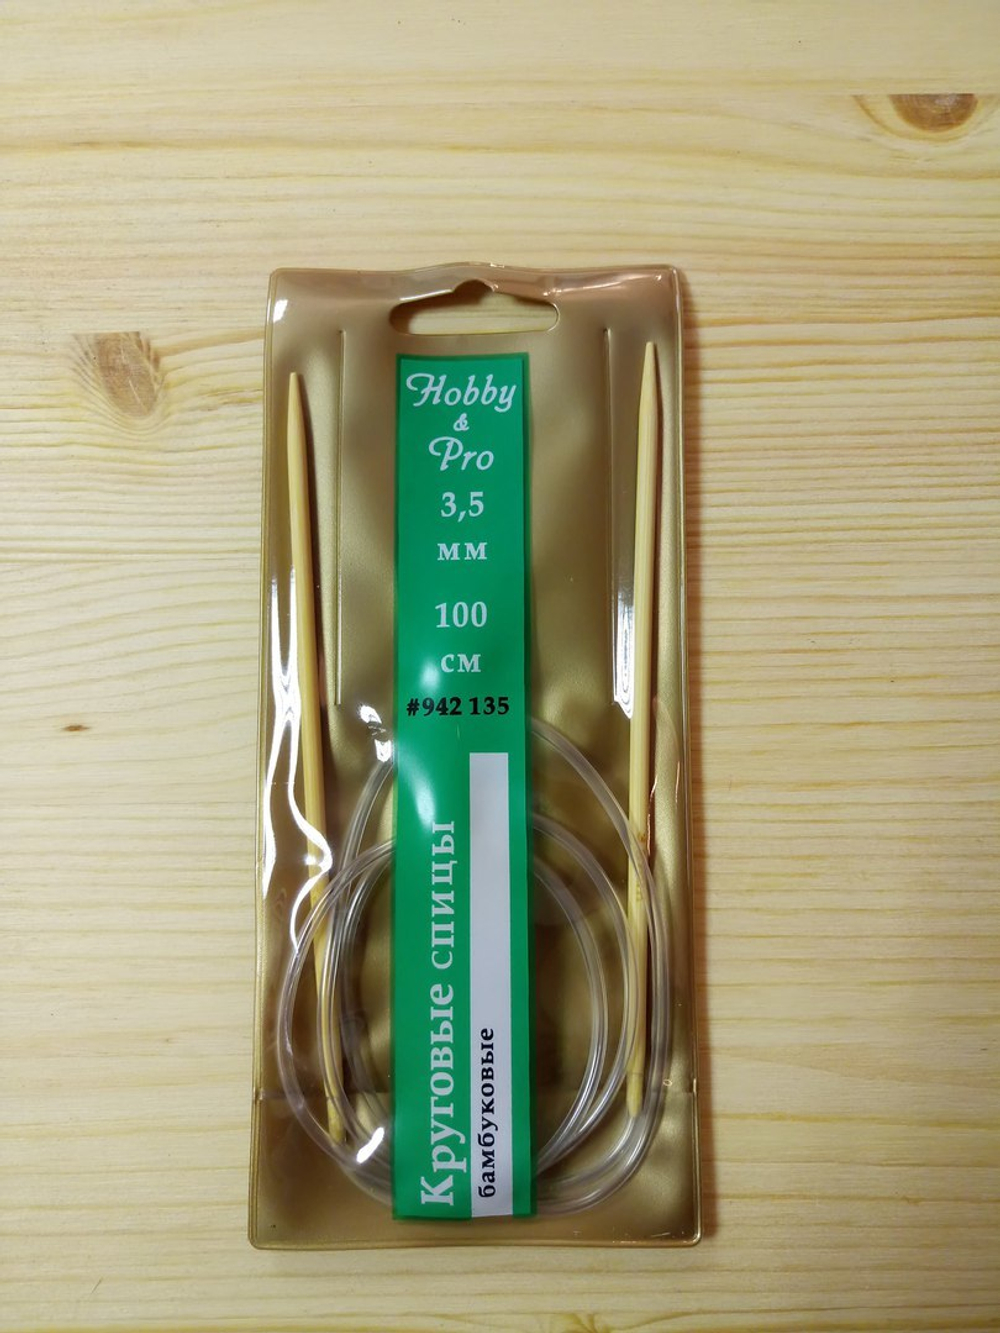 Hobby
&
Pro
3,5
мм
100
см
#942 135
Круговые спицы
бамбуковые